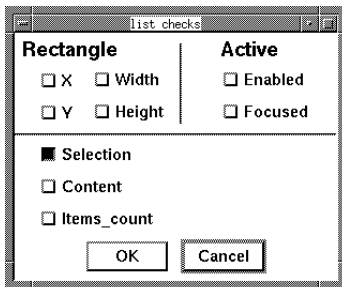 list checks
Rectangle Active
X Width Enabled
Y Height Focused
Selection
Content
Items_count
OK Cancel